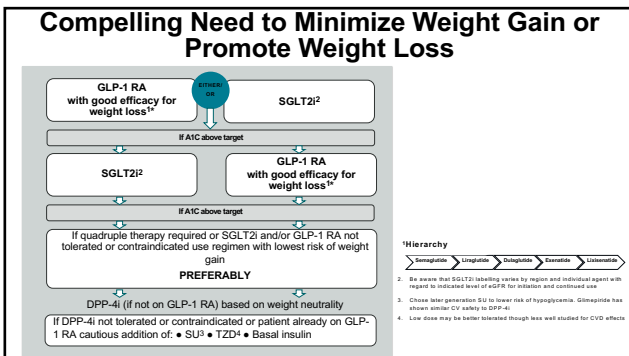 Compelling Need to Minimize Weight Gain or
Promote Weight Loss
GLP-1 RA
with good efficacy for
weight loss¹*
EITHER/
OR
SGLT2i²
If A1C above target
SGLT2i²
GLP-1 RA
with good efficacy for
weight loss¹*
If A1C above target
If quadruple therapy required or SGLT2i and/or GLP-1 RA not
tolerated or contraindicated use regimen with lowest risk of weight
gain
PREFERABLY
DPP-4i (if not on GLP-1 RA) based on weight neutrality
If DPP-4i not tolerated or contraindicated or patient already on GLP-
1 RA cautious addition of: ● SU³ ● TZD⁴ ● Basal insulin
¹Hierarchy
Semaglutide Liraglutide Dulaglutide Exenatide Lixisenatide
2. Be aware that SGLT2i labelling varies by region and individual agent with
regard to indicated level of eGFR for initiation and continued use
3. Chose later generation SU to lower risk of hypoglycemia. Glimepiride has
shown similar CV safety to DPP-4i
4. Low dose may be better tolerated though less well studied for CVD effects